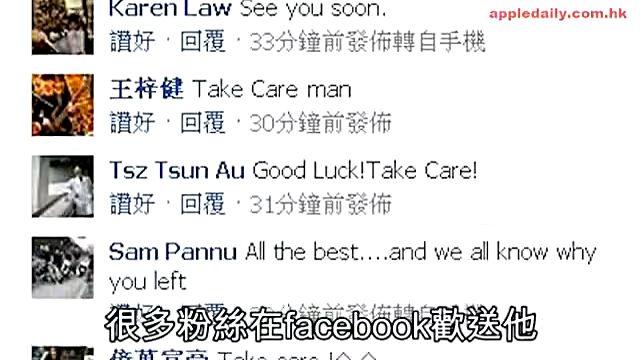 Karen Law See you soon.
appledaily.com.hk
讚好 · 回覆 · 33分鐘前發佈轉自手機
王梓健 Take Care man
讚好 · 回覆 · 30分鐘前發佈
Tsz Tsun Au Good Luck!Take Care!
讚好 · 回覆 · 31分鐘前發佈
Sam Pannu All the best....and we all know why
you left
很多粉絲在facebook歡送他
Take care !◇◇